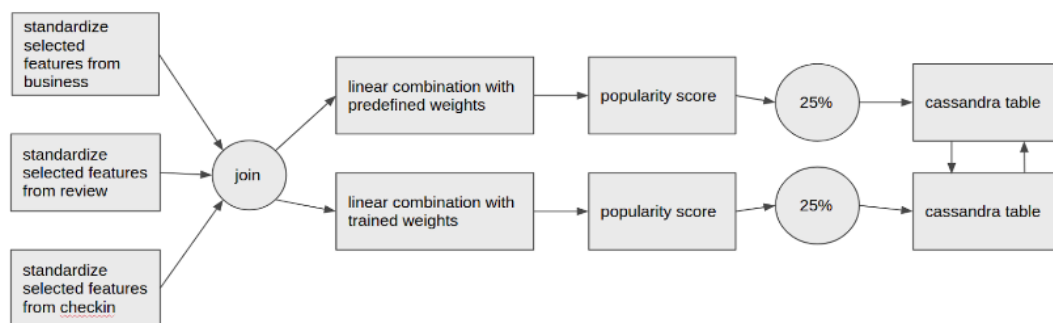 standardize
selected
features from
business
standardize
selected features
from review
standardize
selected features
from checkin
join
linear combination with
predefined weights
popularity score
25%
cassandra table
linear combination with
trained weights
popularity score
25%
cassandra table